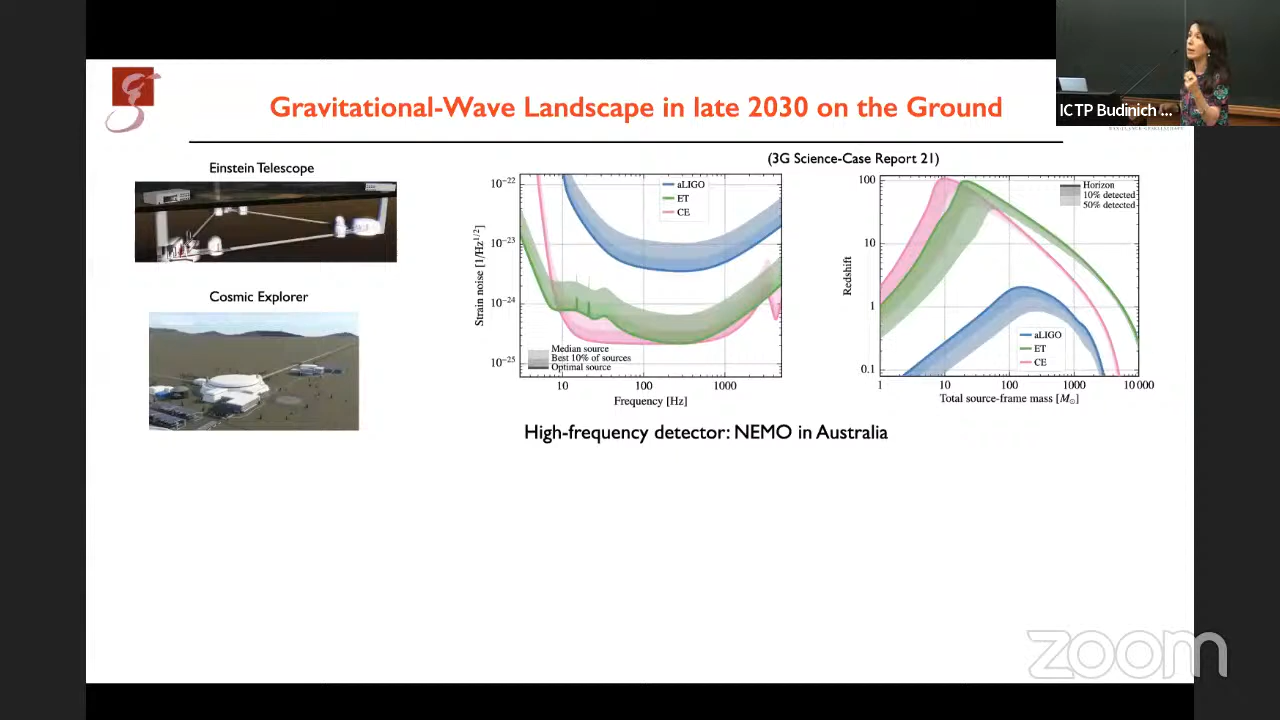 ICTP Budinich ...
Gravitational-Wave Landscape in late 2030 on the Ground
(3G Science-Case Report 21)
Einstein Telescope
Cosmic Explorer
10⁻²²
10⁻²³
10⁻²⁴
10⁻²⁵
Strain noise [1/Hz^1/2]
aLIGO
ET
CE
Median source
Best 10% of sources
Optimal source
10
100
1000
Frequency [Hz]
100
10
1
0.1
Redshift
Horizon
10% detected
50% detected
aLIGO
ET
CE
1
10
100
1000
10 000
Total source-frame mass [M☉]
High-frequency detector: NEMO in Australia
zoom